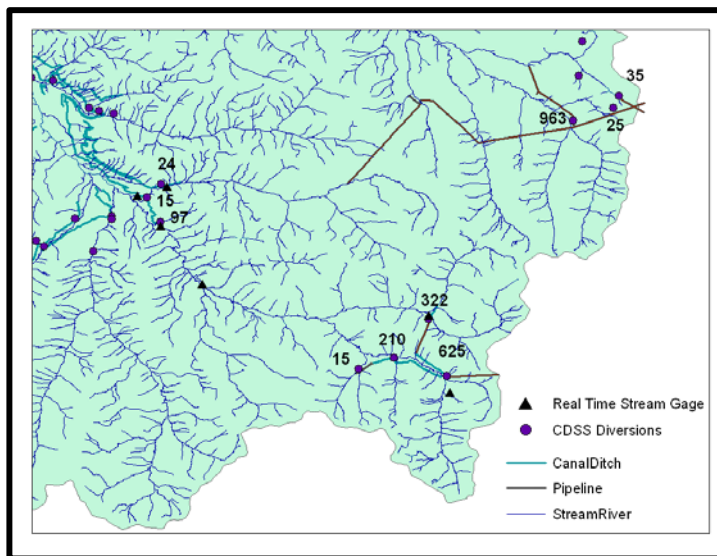 35
963
25
24
15
97
322
210
625
15
Real Time Stream Gage
CDSS Diversions
CanalDitch
Pipeline
StreamRiver